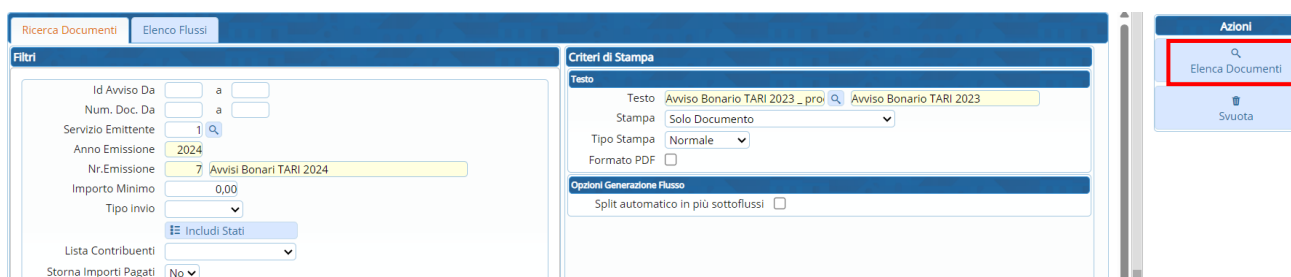 Ricerca Documenti Elenco Flussi
Filtri
Id Avviso Da a
Num. Doc. Da a
Servizio Emittente 1
Anno Emissione 2024
Nr.Emissione 7 Avvisi Bonari TARI 2024
Importo Minimo 0,00
Tipo invio
Includi Stati
Lista Contribuenti
Storna Importi Pagati No
Criteri di Stampa
Testo
Testo Avviso Bonario TARI 2023 _ pro Avviso Bonario TARI 2023
Stampa Solo Documento
Tipo Stampa Normale
Formato PDF
Opzioni Generazione Flusso
Split automatico in più sottoflussi
Azioni
Elenca Documenti
Svuota